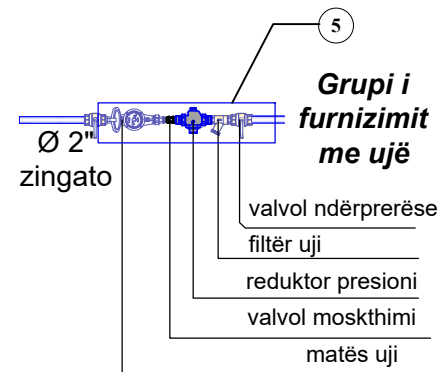 5
Grupi i
furnizimit
me ujë
Ø 2"
zingato
valvol ndërprerëse
filtër uji
reduktor presioni
valvol moskthimi
matës uji